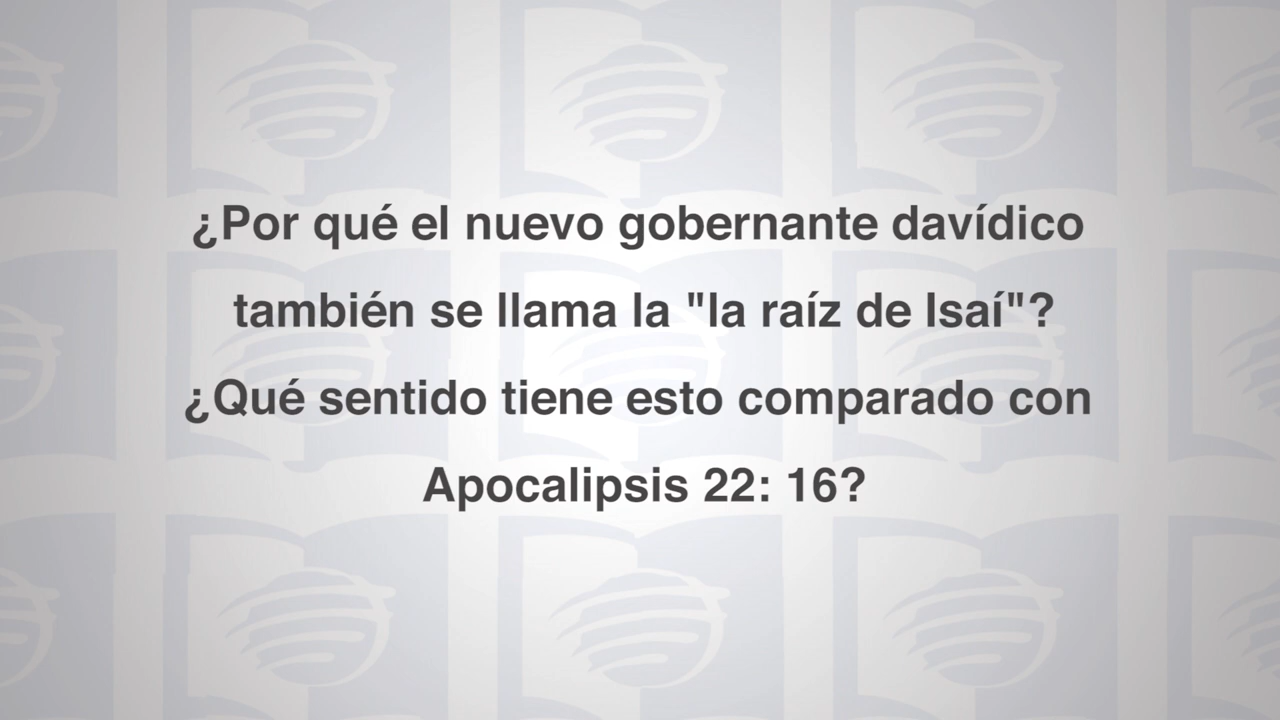 ¿Por qué el nuevo gobernante davídico
también se llama la "la raíz de Isaí"?
¿Qué sentido tiene esto comparado con
Apocalipsis 22: 16?